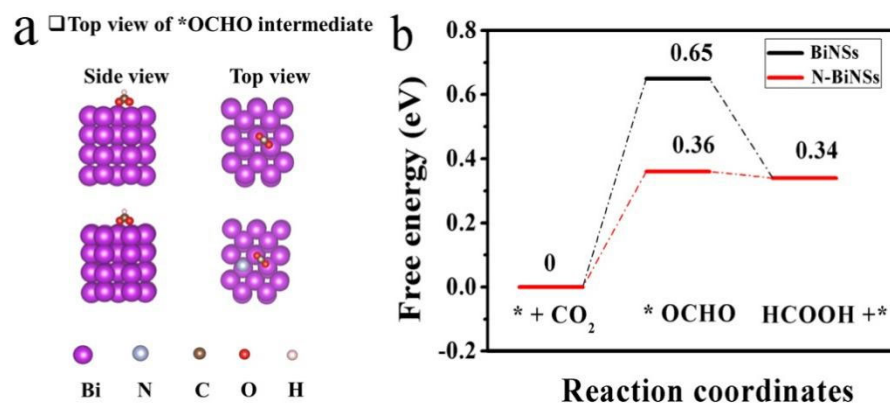 a
❑Top view of *OCHO intermediate
Side view
Top view
Bi
N
C
O
H
b
Free energy (eV)
0.8
0.6
0.4
0.2
0.0
-0.2
BiNSs
N-BiNSs
0.65
0.36
0.34
0
* + CO₂
* OCHO
HCOOH +*
Reaction coordinates